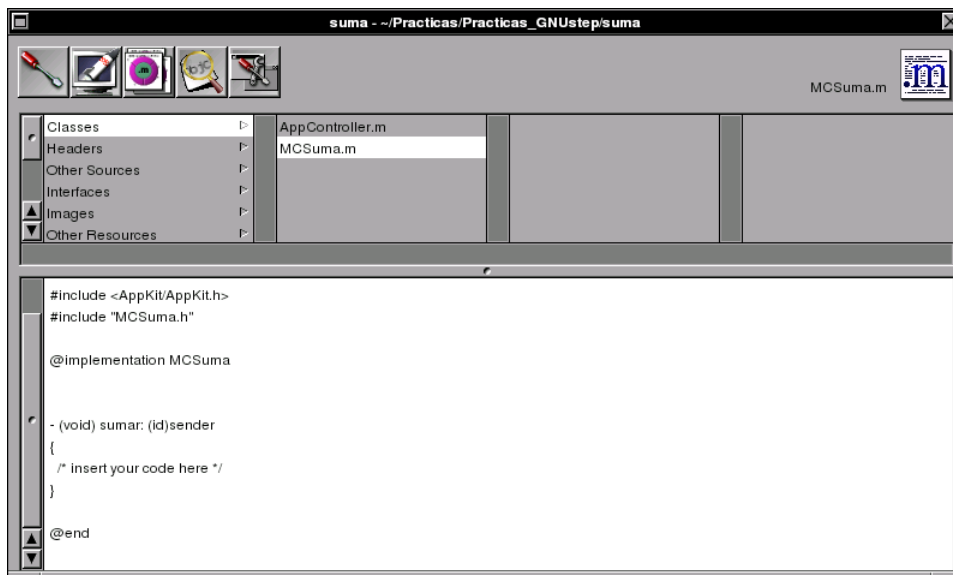 suma - ~/Practicas/Practicas_GNUstep/suma
.m
MCSuma.m
.m
Classes
AppController.m
Headers
MCSuma.m
Other Sources
Interfaces
Images
Other Resources
#include <AppKit/AppKit.h>
#include "MCSuma.h"
@implementation MCSuma
- (void) sumar: (id)sender
{
/* insert your code here */
}
@end